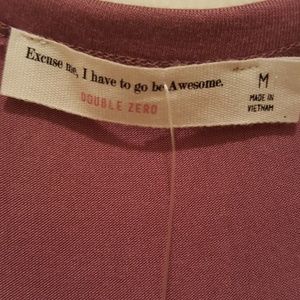 Excuse me, I have to go be Awesome.
DOUBLE ZERO
M
MADE IN
VIETNAM